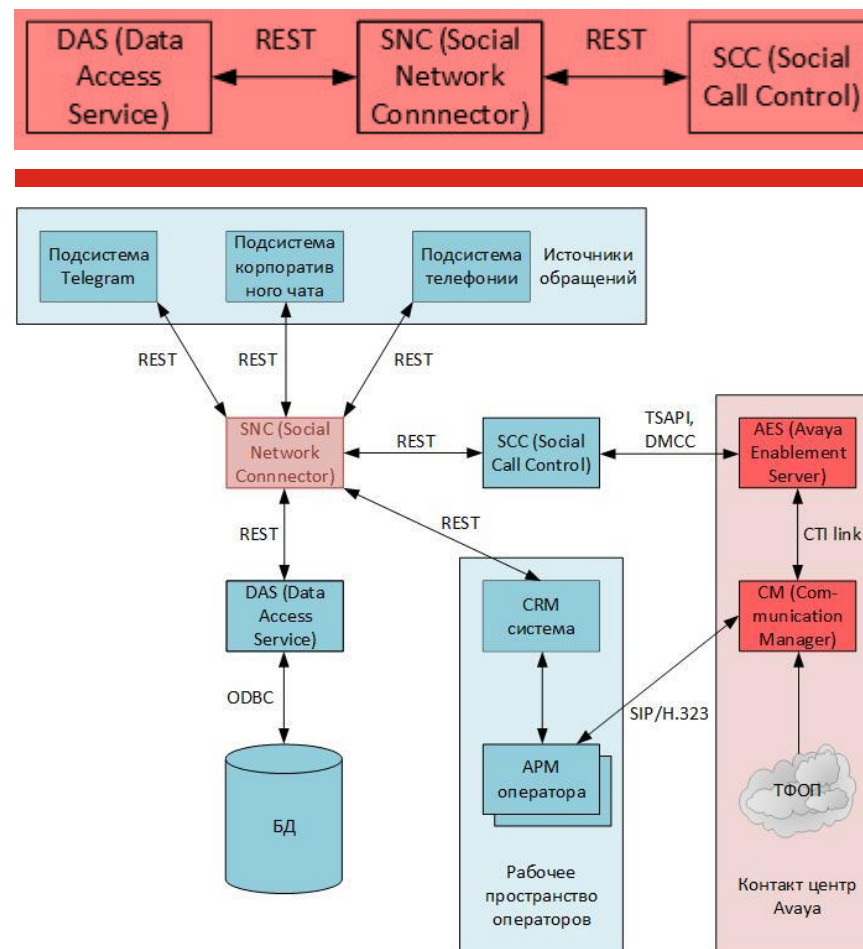 DAS (Data
Access
Service)
REST
SNC (Social
Network
Connnector)
REST
SCC (Social
Call Control)
Подсистема
Telegram
Подсистема
корпоратив
ного чата
Подсистема
телефонии
Источники
обращений
REST
REST
REST
SNC (Social
Network
Connnector)
REST
SCC (Social
Call Control)
TSAPI,
DMCC
AES (Avaya
Enablement
Server)
REST
REST
CTI link
DAS (Data
Access
Service)
CRM
система
CM (Com-
munication
Manager)
ODBC
SIP/H.323
БД
АРМ
оператора
ТФОП
Рабочее
пространство
операторов
Контакт центр
Avaya